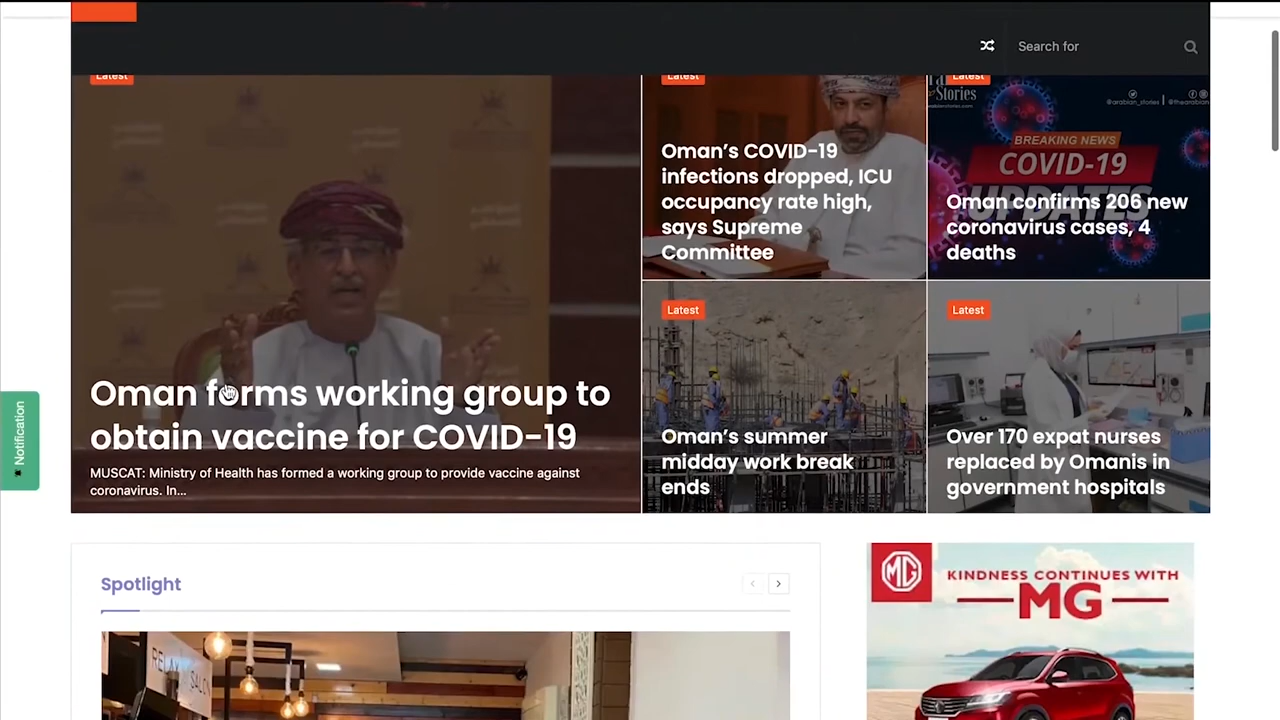 Search for
Latest
Oman forms working group to
obtain vaccine for COVID-19
MUSCAT: Ministry of Health has formed a working group to provide vaccine against
coronavirus. In...
Latest
Oman’s COVID-19
infections dropped, ICU
occupancy rate high,
says Supreme
Committee
Latest
Stories
@arabian_stories
BREAKING NEWS
COVID-19
UPDATES
Oman confirms 206 new
coronavirus cases, 4
deaths
Latest
Oman’s summer
midday work break
ends
Latest
Over 170 expat nurses
replaced by Omanis in
government hospitals
Notification
Spotlight
RELAX
SALON
MG
KINDNESS CONTINUES WITH
MG